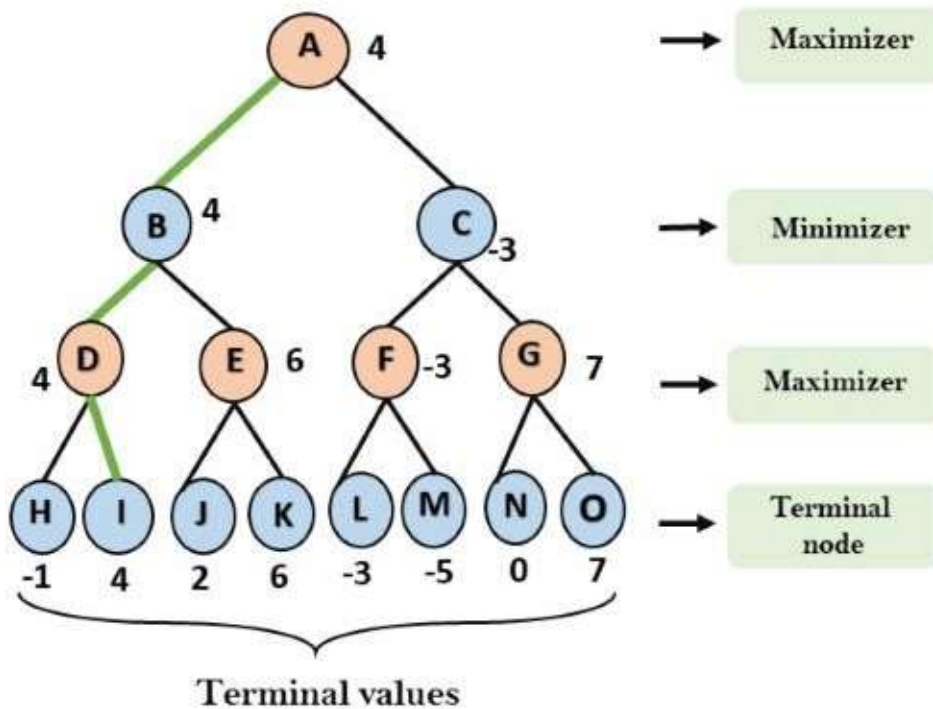 A 4 Maximizer
B 4 C -3 Minimizer
D 4 E 6 F -3 G 7 Maximizer
H I J K L M N O Terminal
node
-1 4 2 6 -3 -5 0 7
Terminal values